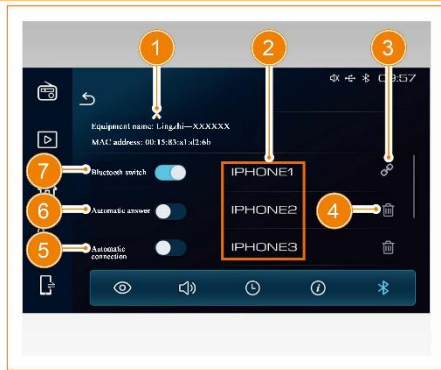 1
2
3
09:57
Equipment name: Lingzhi—XXXXXX
MAC address: 00:15:83:a1:d2:6b
7
Bluetooth switch
IPHONE1
6
Automatic answer
IPHONE2
4
5
Automatic
connection
IPHONE3